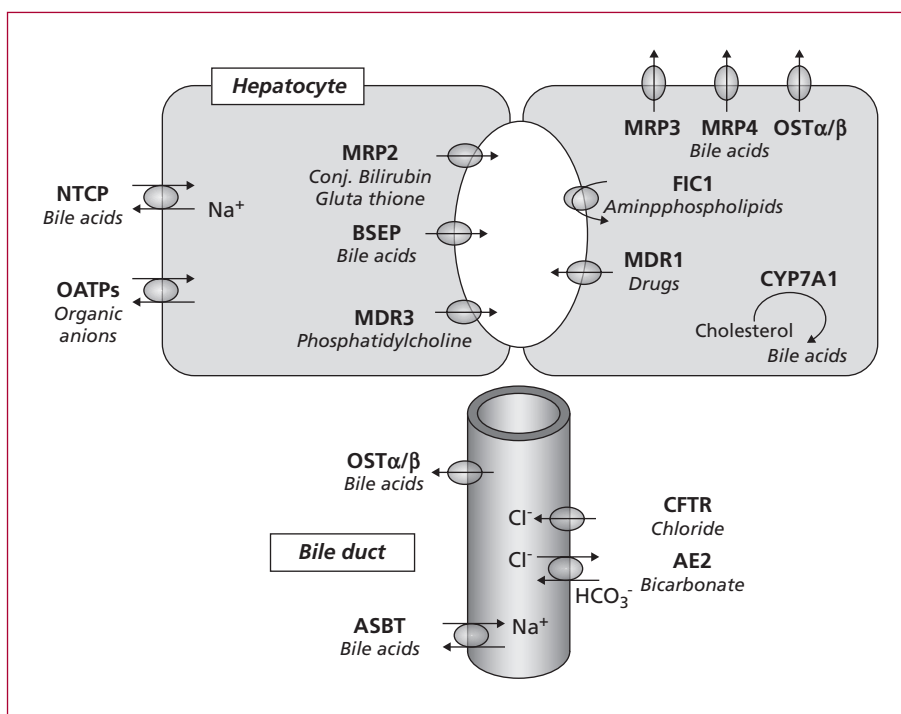 Hepatocyte
NTCP
Bile acids
Na⁺
OATPs
Organic
anions
MRP2
Conj. Bilirubin
Gluta thione
BSEP
Bile acids
MDR3
Phosphatidylcholine
MRP3 MRP4 OSTα/β
Bile acids
FIC1
Aminpphospholipids
MDR1
Drugs
CYP7A1
Cholesterol
Bile acids
OSTα/β
Bile acids
Bile duct
ASBT
Bile acids
Cl⁻
Cl⁻
HCO₃⁻
Na⁺
CFTR
Chloride
AE2
Bicarbonate